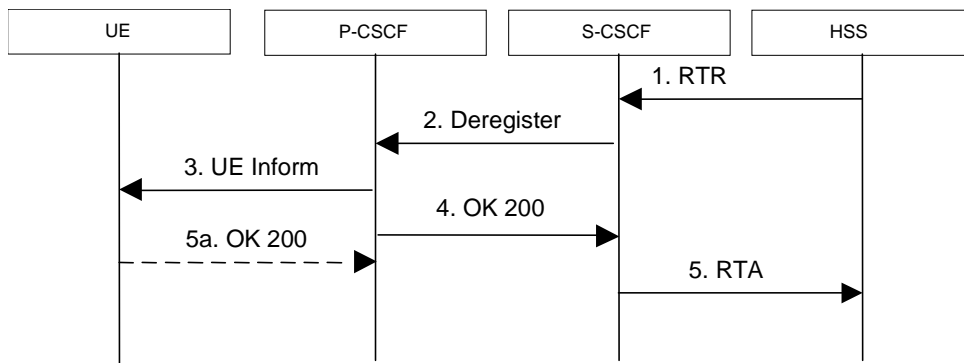 UE
P-CSCF
S-CSCF
HSS
1. RTR
2. Deregister
3. UE Inform
4. OK 200
5a. OK 200
5. RTA